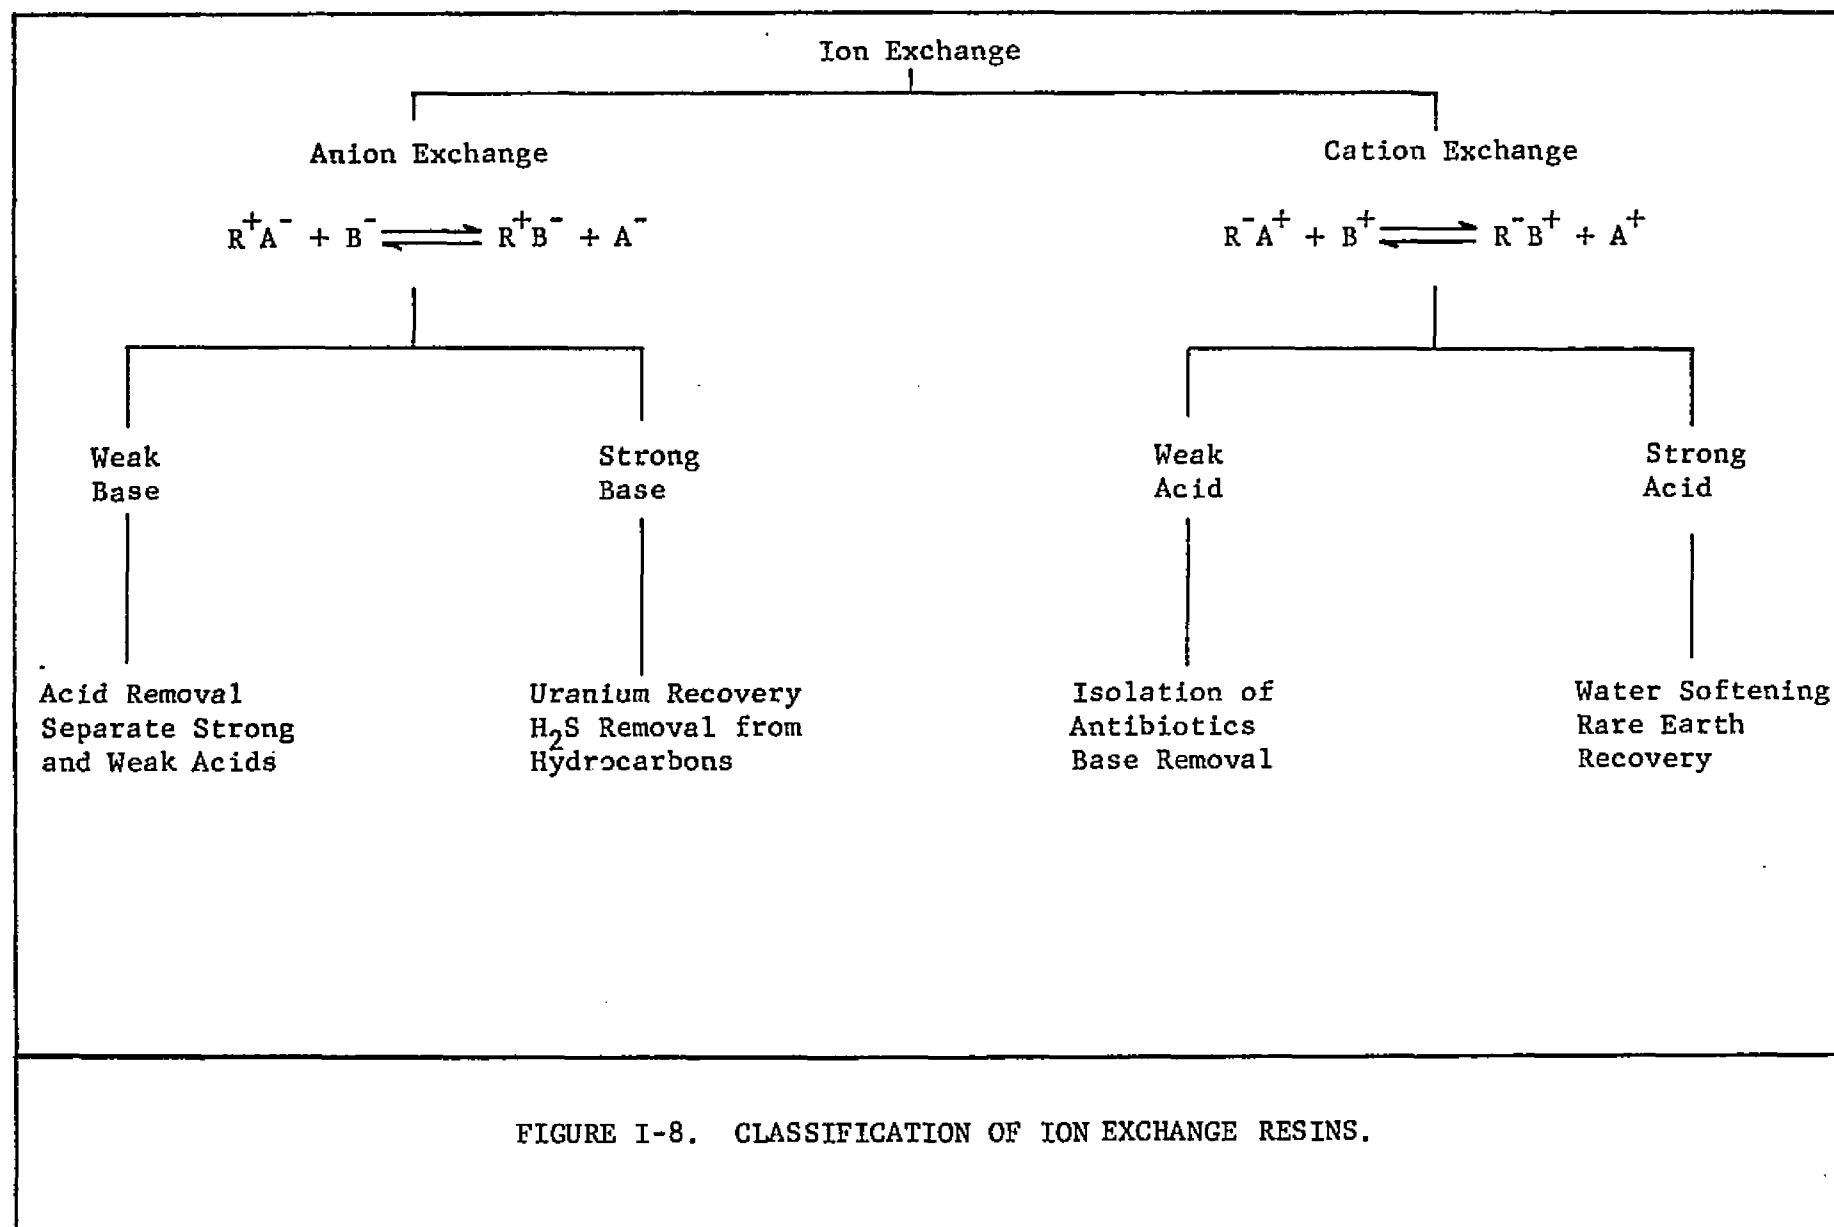 Ion Exchange
Anion Exchange
R⁺A⁻ + B⁻ ⇌ R⁺B⁻ + A⁻
Weak
Base
Acid Removal
Separate Strong
and Weak Acids
Strong
Base
Uranium Recovery
H₂S Removal from
Hydrocarbons
Cation Exchange
R⁻A⁺ + B⁺ ⇌ R⁻B⁺ + A⁺
Weak
Acid
Isolation of
Antibiotics
Base Removal
Strong
Acid
Water Softening
Rare Earth
Recovery
FIGURE I-8. CLASSIFICATION OF ION EXCHANGE RESINS.